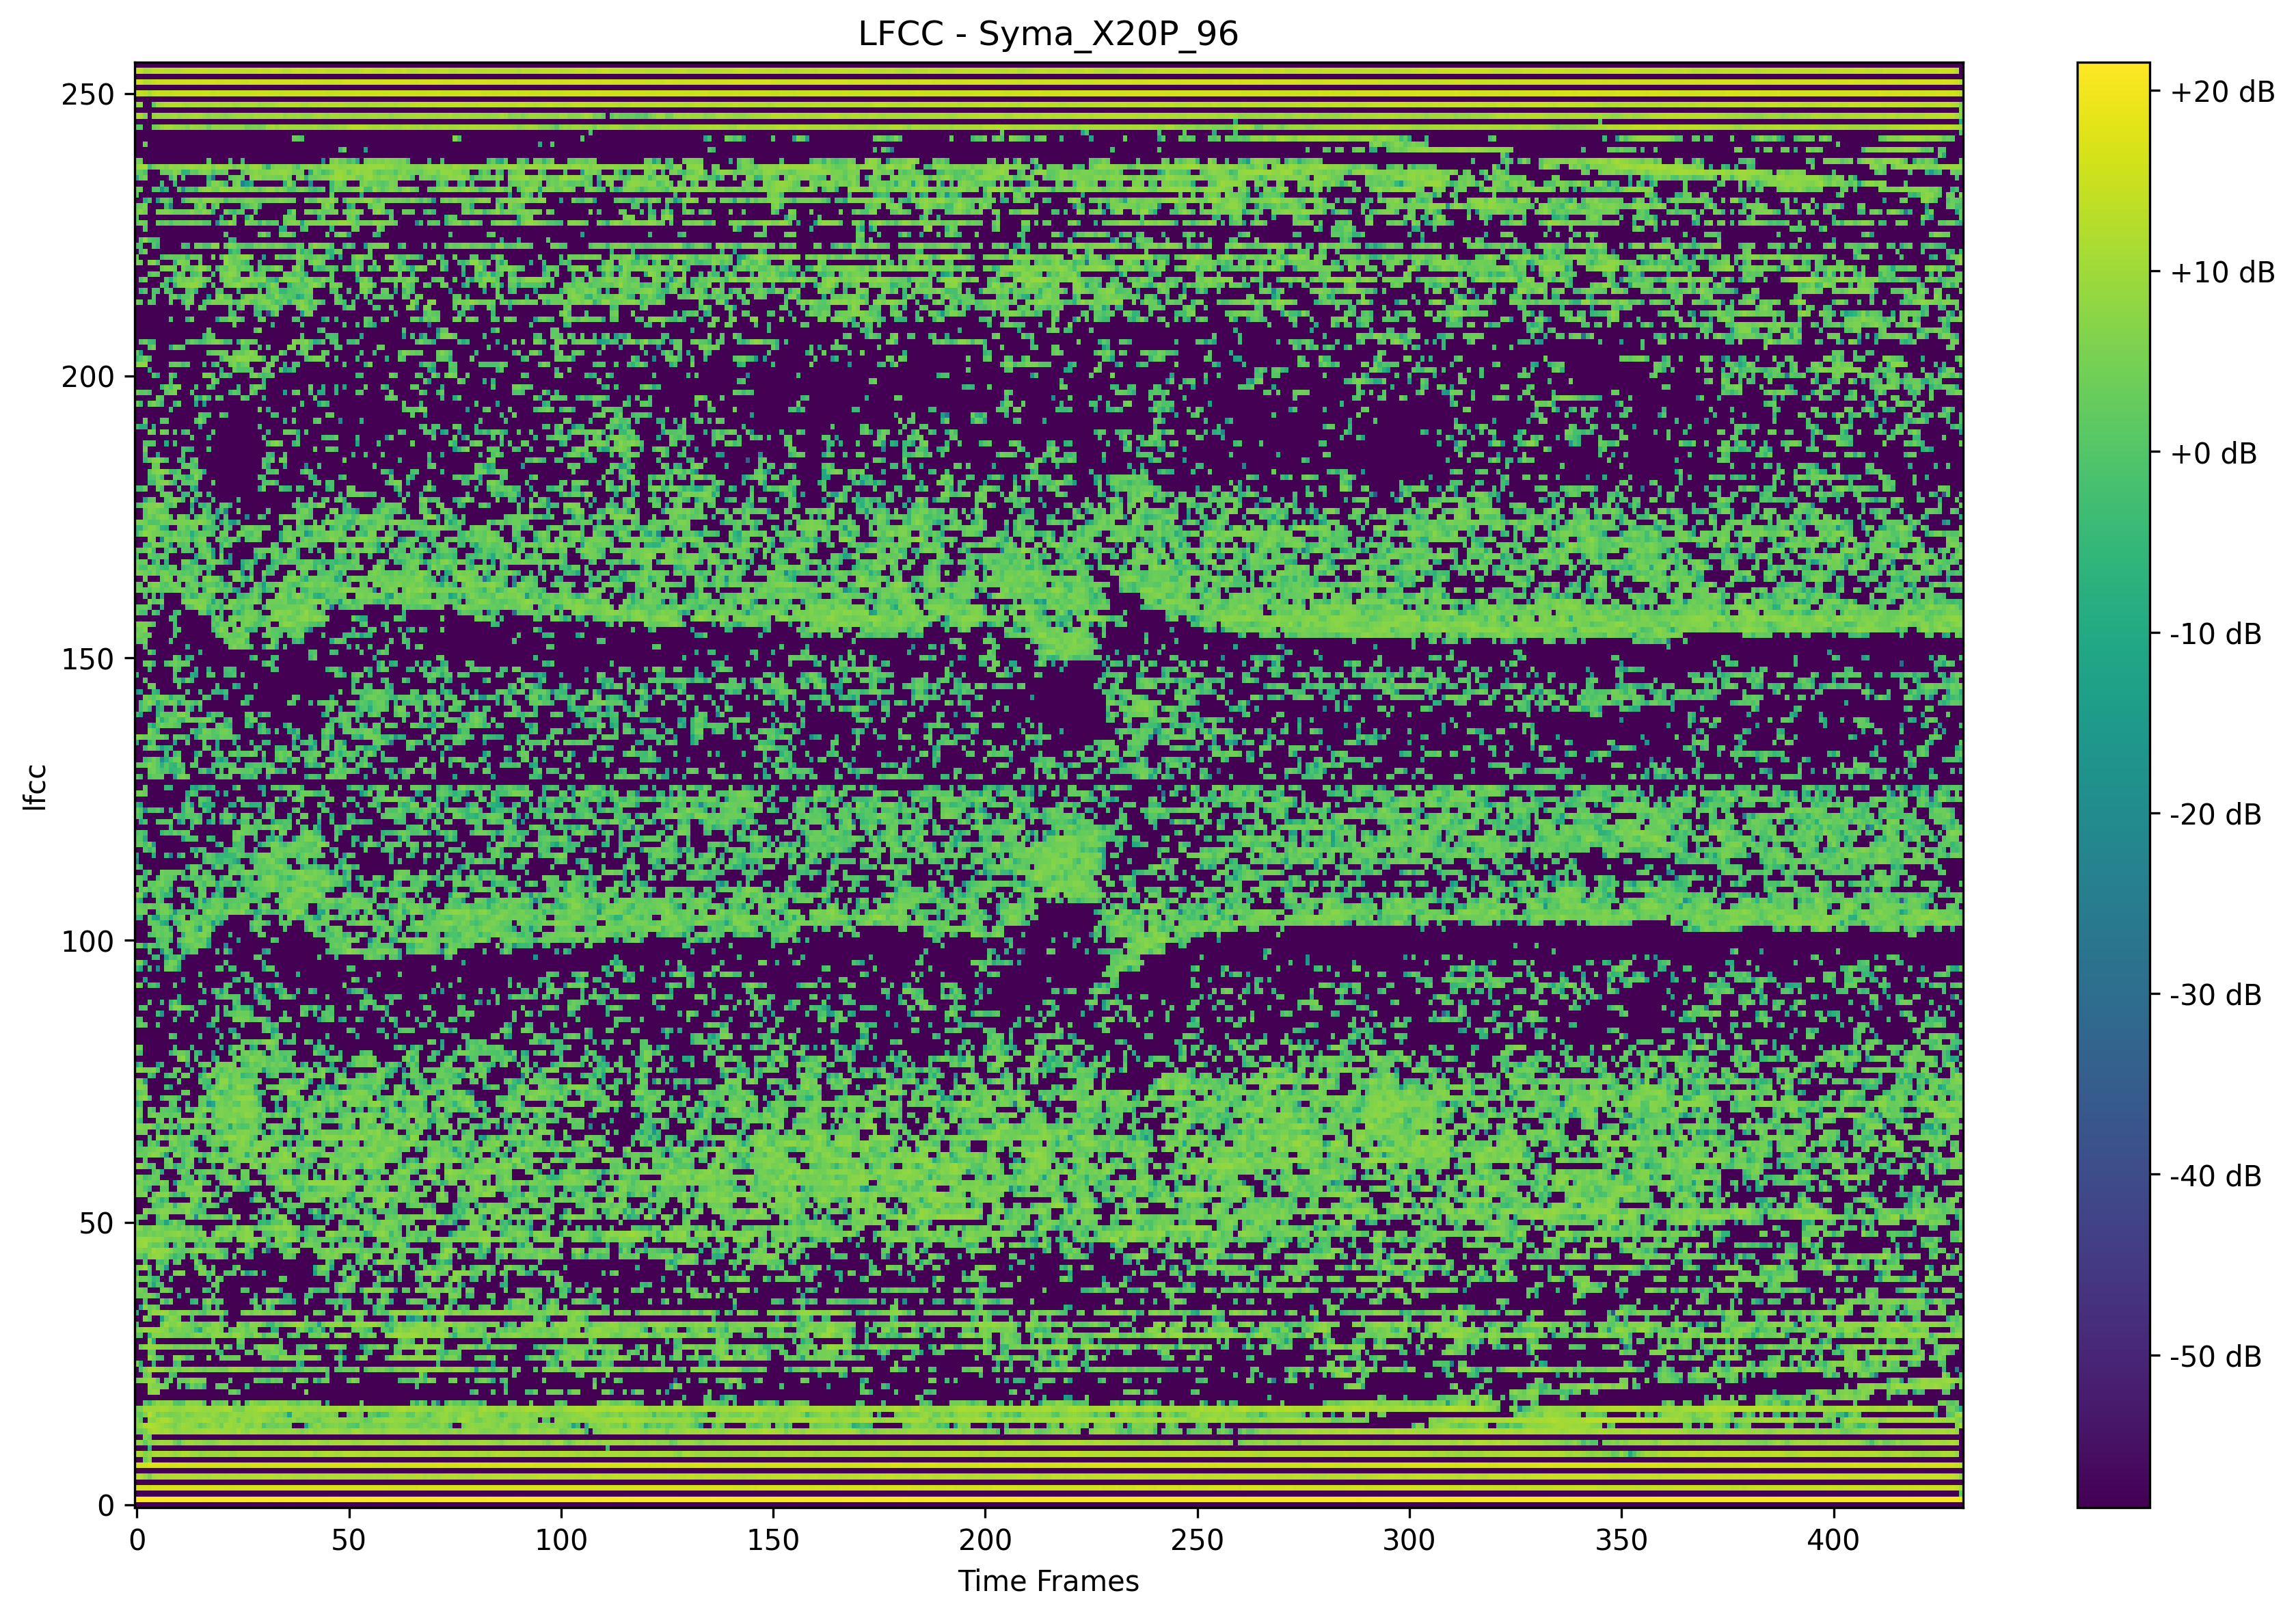 LFCC - Syma_X20P_96
lfcc
250
200
150
100
50
0
0 50 100 150 200 250 300 350 400
Time Frames
+20 dB
+10 dB
+0 dB
-10 dB
-20 dB
-30 dB
-40 dB
-50 dB